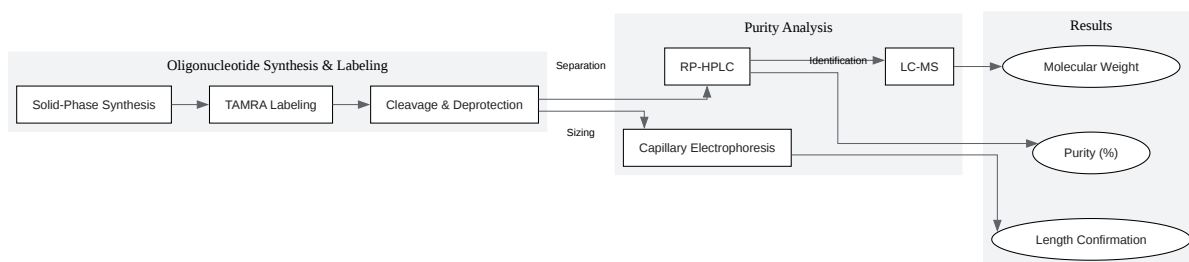 Oligonucleotide Synthesis & Labeling
Solid-Phase Synthesis
TAMRA Labeling
Cleavage & Deprotection
Separation
Sizing
Purity Analysis
RP-HPLC
Identification
LC-MS
Capillary Electrophoresis
Results
Molecular Weight
Purity (%)
Length Confirmation